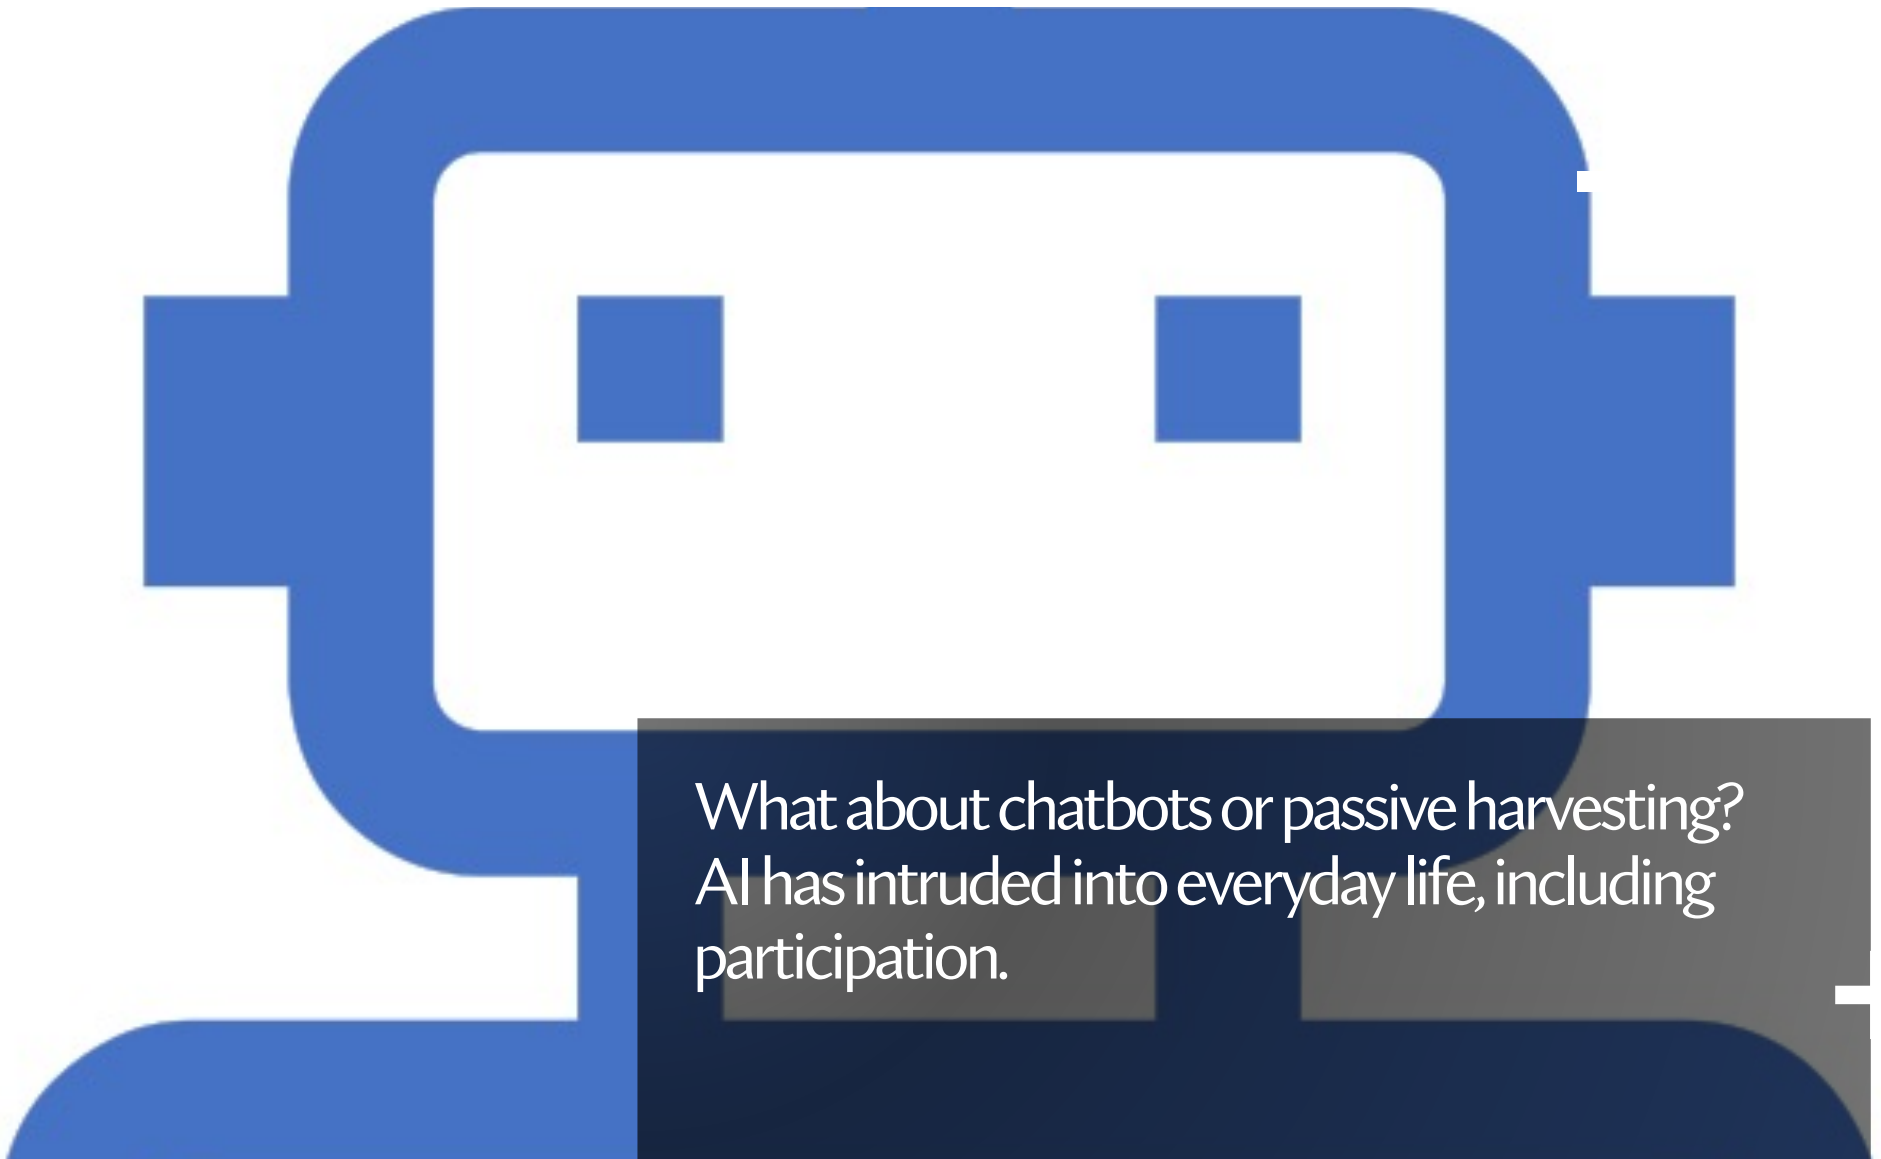 What about chatbots or passive harvesting?
AI has intruded into everyday life, including
participation.